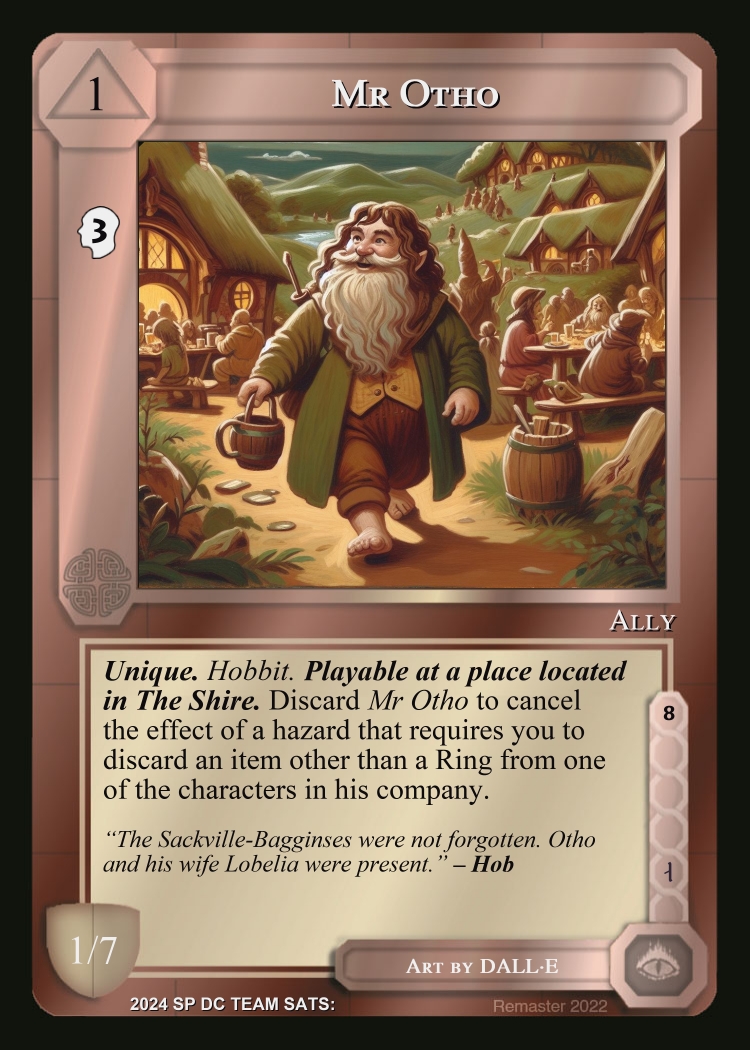 1
Mr Otho
3
Ally
Unique. Hobbit. Playable at a place located
in The Shire. Discard Mr Otho to cancel
the effect of a hazard that requires you to
discard an item other than a Ring from one
of the characters in his company.
8
“The Sackville-Bagginses were not forgotten. Otho
and his wife Lobelia were present.” – Hob
1/7
Art by DALL·E
2024 SP DC TEAM SATS:
Remaster 2022